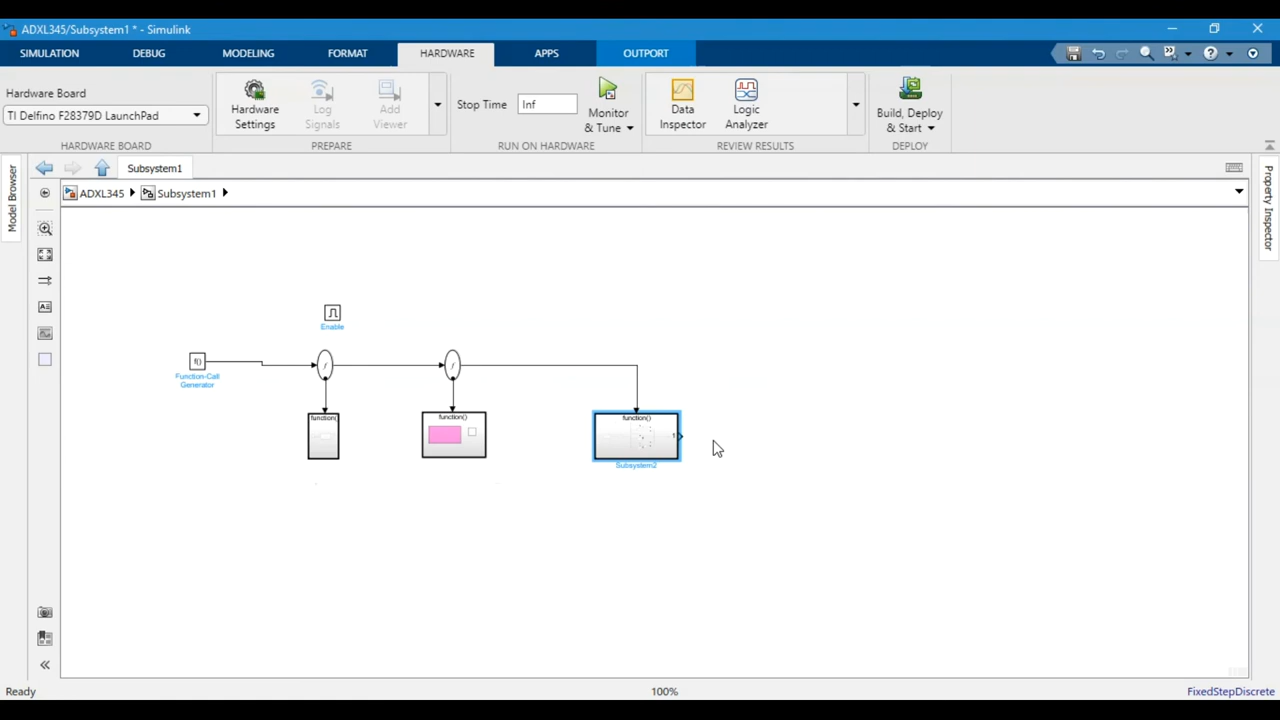 ADXL345/Subsystem1 * - Simulink
SIMULATION DEBUG MODELING FORMAT HARDWARE APPS OUTPORT
Hardware Board
TI Delfino F28379D LaunchPad
HARDWARE BOARD
Hardware Settings
Log Signals
Add Viewer
PREPARE
Stop Time Inf
Monitor & Tune
RUN ON HARDWARE
Data Inspector
Logic Analyzer
REVIEW RESULTS
Build, Deploy & Start
DEPLOY
Model Browser
Subsystem1
ADXL345 Subsystem1
Property Inspector
Enable
f()
Function-Call
Generator
f
f
function()
function()
function()
Subsystem2
Ready 100% FixedStepDiscrete